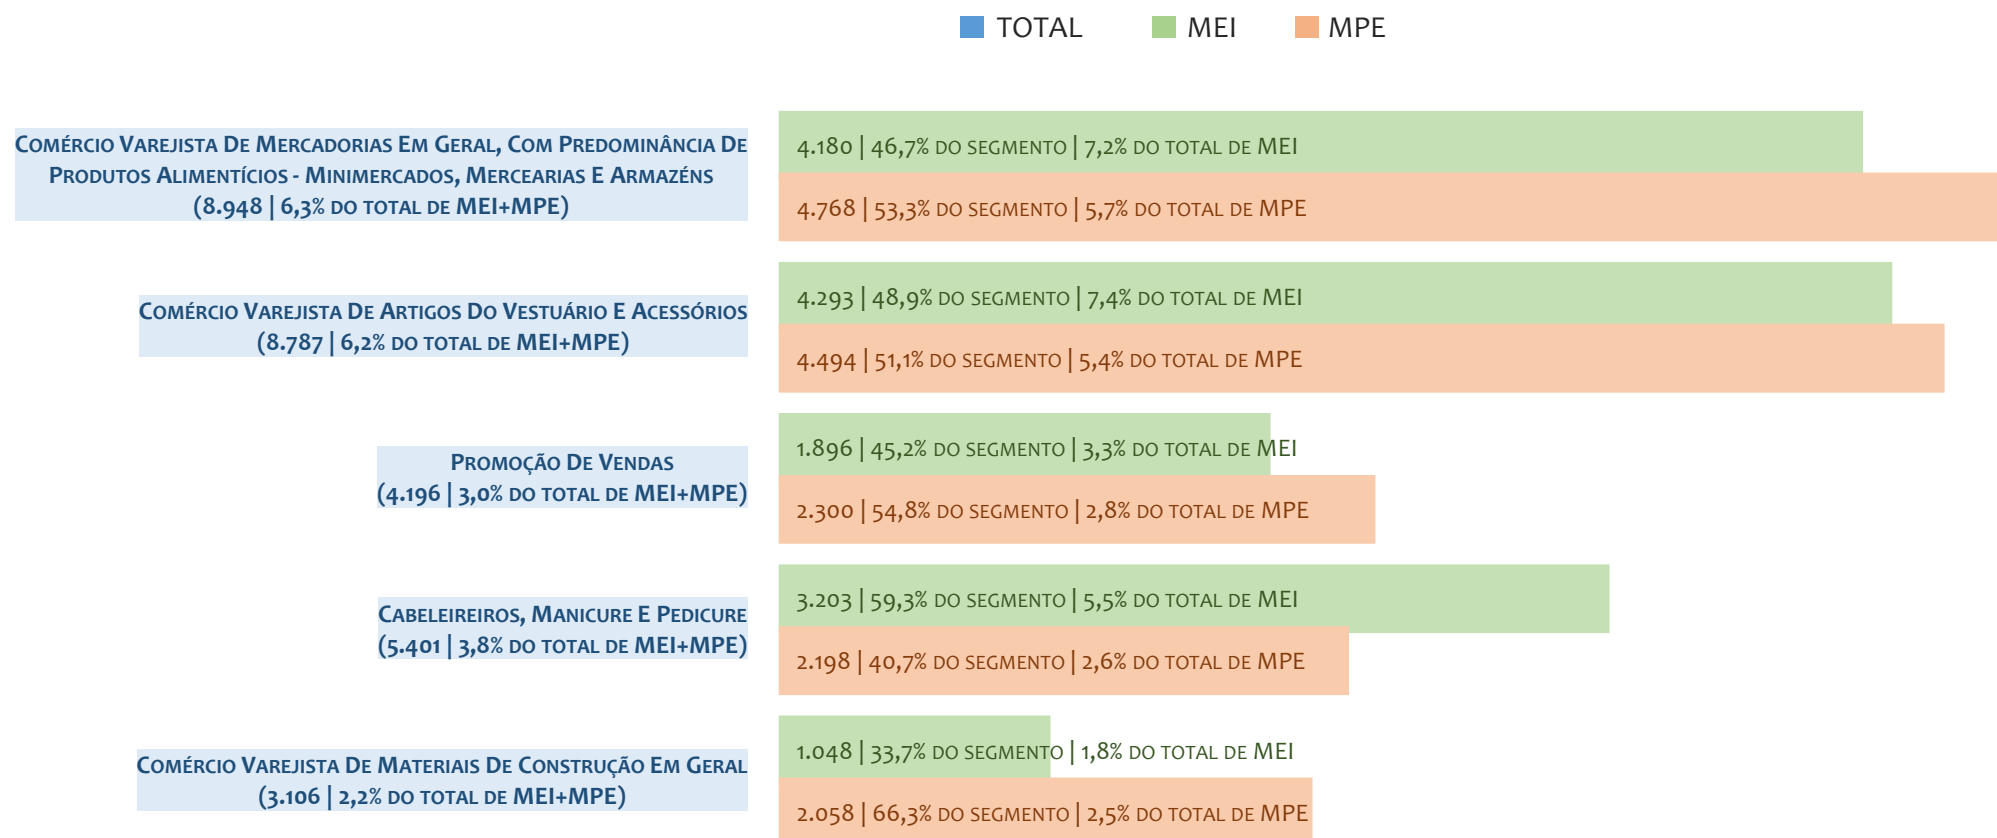 TOTAL MEI MPE
Comércio Varejista De Mercadorias Em Geral, Com Predominância De
Produtos Alimentícios - Minimercados, Mercearias E Armazéns
(8.948 | 6,3% do total de MEI+MPE)
4.180 | 46,7% do segmento | 7,2% do total de MEI
4.768 | 53,3% do segmento | 5,7% do total de MPE
Comércio Varejista De Artigos Do Vestuário E Acessórios
(8.787 | 6,2% do total de MEI+MPE)
4.293 | 48,9% do segmento | 7,4% do total de MEI
4.494 | 51,1% do segmento | 5,4% do total de MPE
Promoção De Vendas
(4.196 | 3,0% do total de MEI+MPE)
1.896 | 45,2% do segmento | 3,3% do total de MEI
2.300 | 54,8% do segmento | 2,8% do total de MPE
Cabeleireiros, Manicure E Pedicure
(5.401 | 3,8% do total de MEI+MPE)
3.203 | 59,3% do segmento | 5,5% do total de MEI
2.198 | 40,7% do segmento | 2,6% do total de MPE
Comércio Varejista De Materiais De Construção Em Geral
(3.106 | 2,2% do total de MEI+MPE)
1.048 | 33,7% do segmento | 1,8% do total de MEI
2.058 | 66,3% do segmento | 2,5% do total de MPE